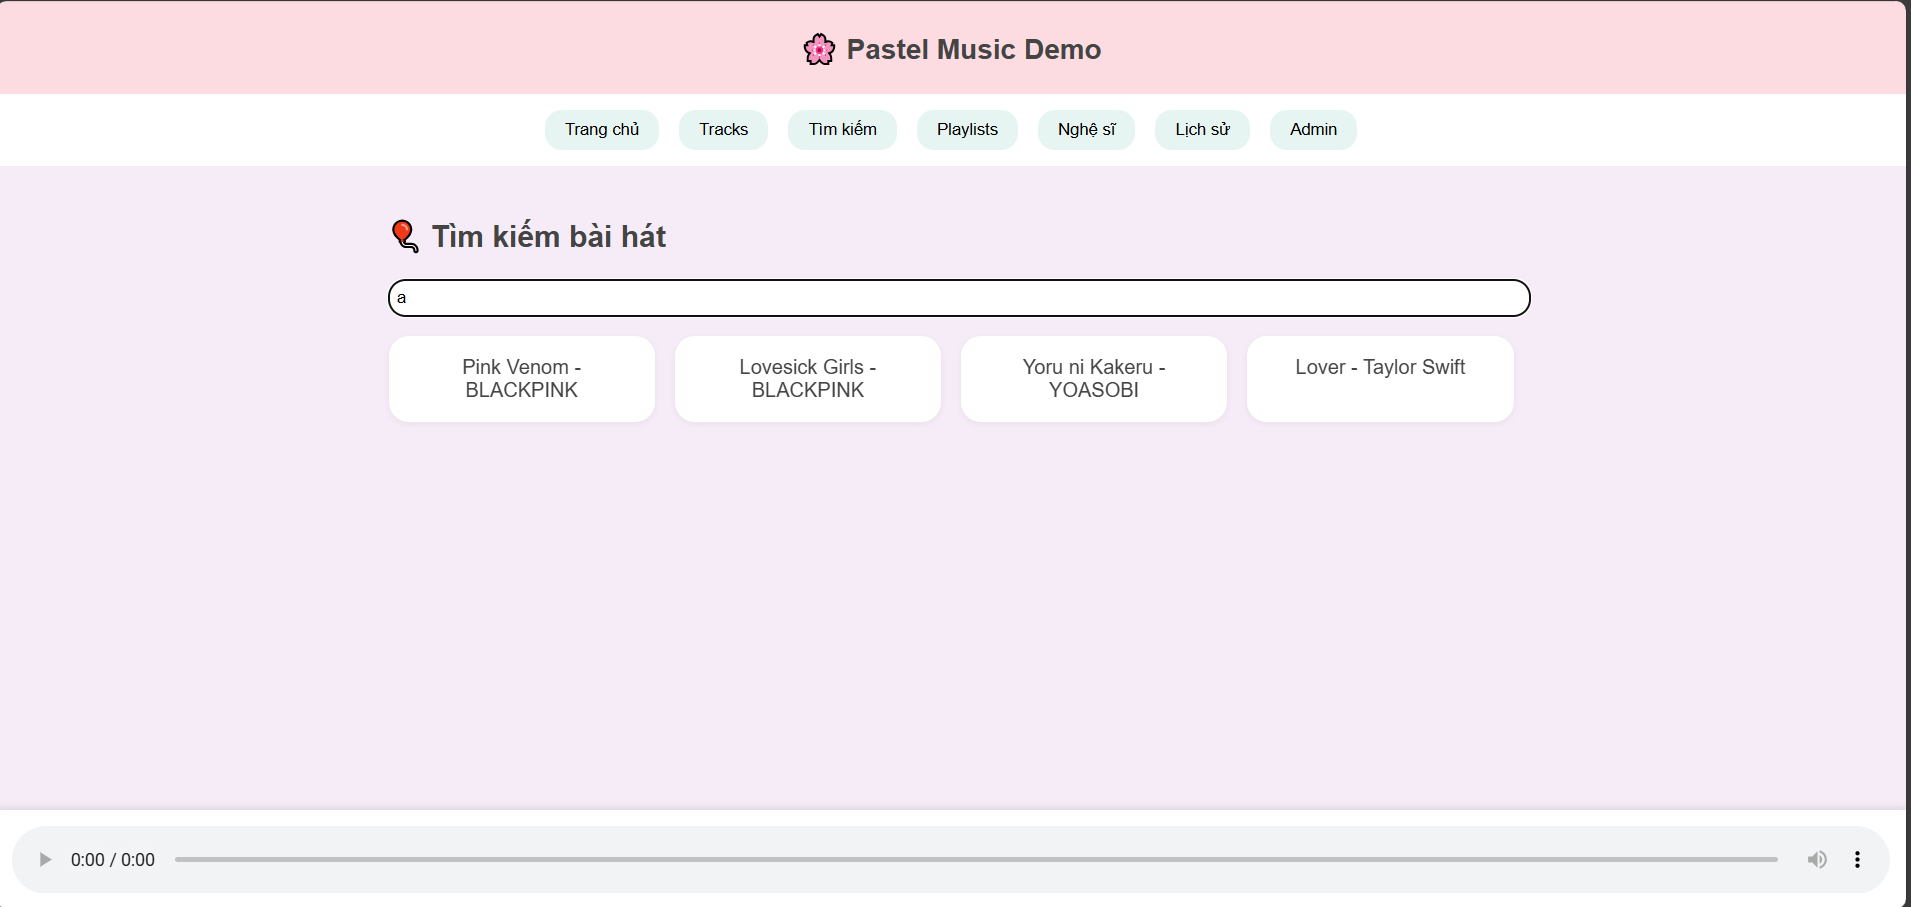 🌸 Pastel Music Demo
Trang chủ Tracks Tìm kiếm Playlists Nghệ sĩ Lịch sử Admin
🎈 Tìm kiếm bài hát
a
Pink Venom -
BLACKPINK
Lovesick Girls -
BLACKPINK
Yoru ni Kakeru -
YOASOBI
Lover - Taylor Swift
0:00 / 0:00